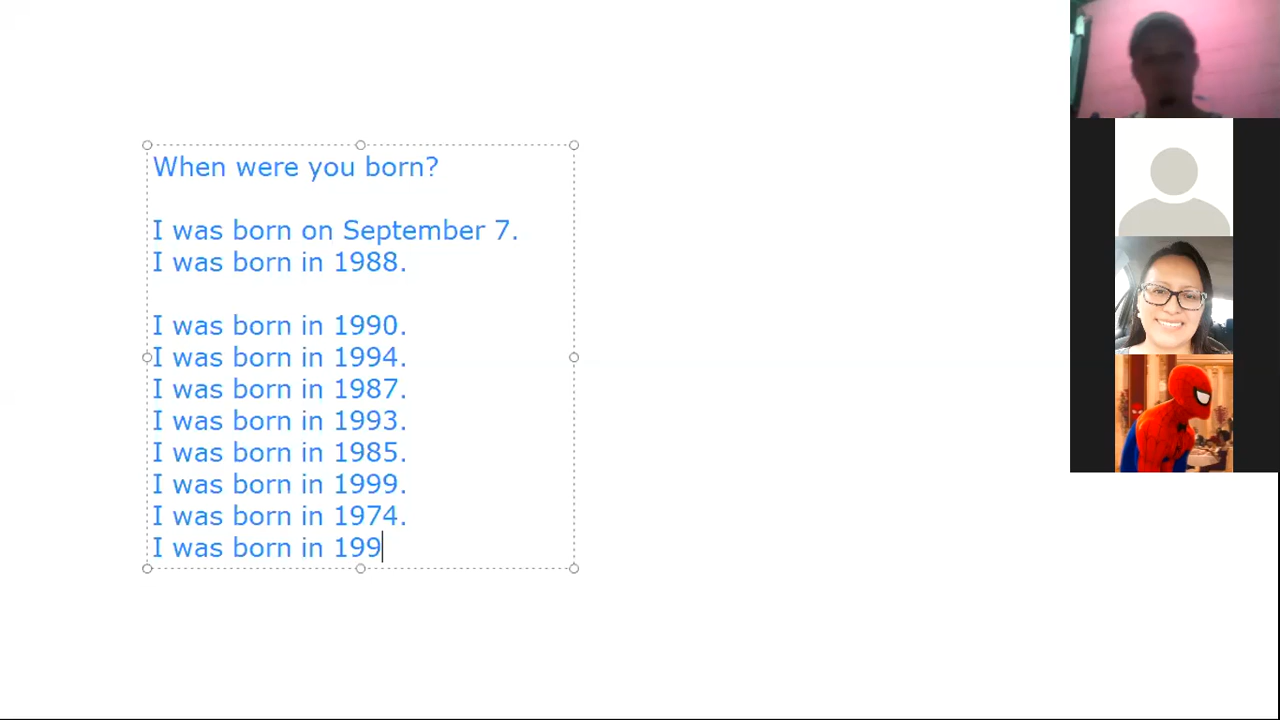 When were you born?
I was born on September 7.
I was born in 1988.
I was born in 1990.
I was born in 1994.
I was born in 1987.
I was born in 1993.
I was born in 1985.
I was born in 1999.
I was born in 1974.
I was born in 199